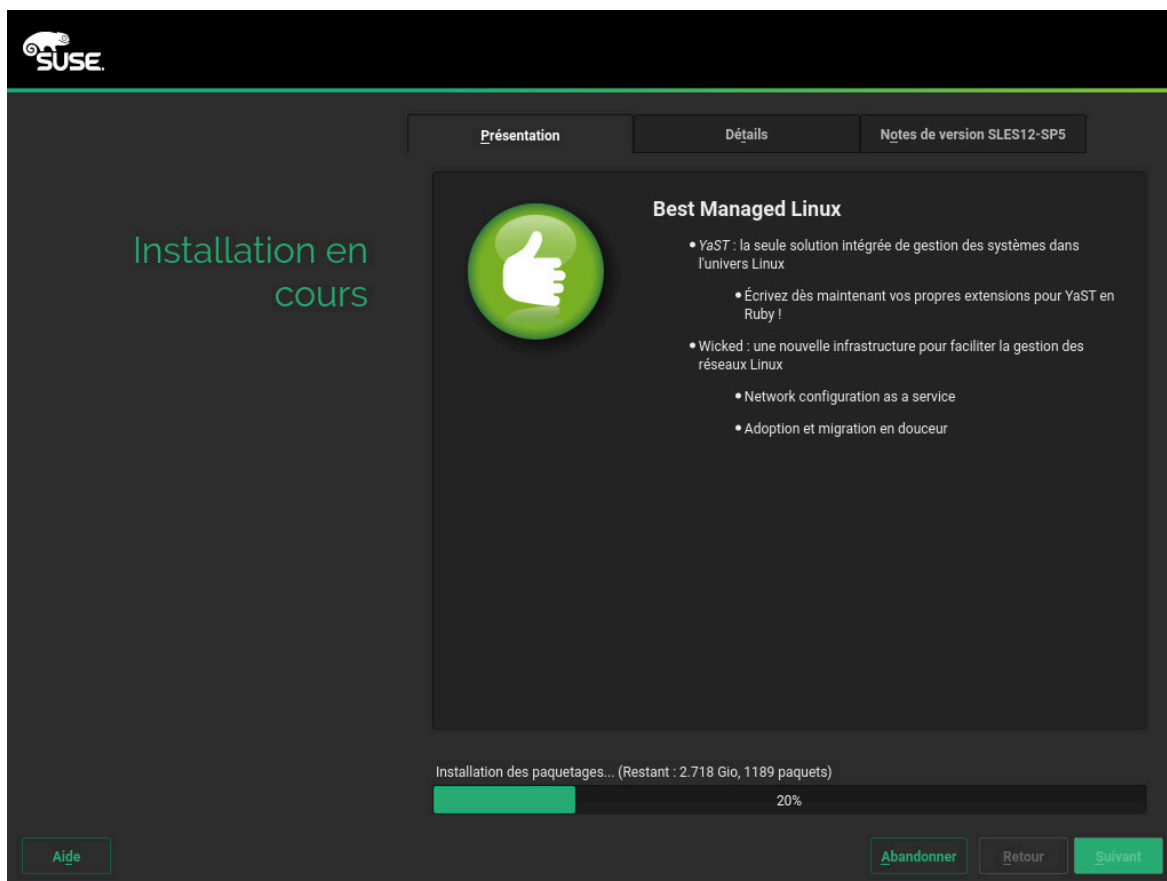 SUSE.
Présentation
Détails
Notes de version SLES12-SP5
Installation en
cours
Best Managed Linux
• YaST : la seule solution intégrée de gestion des systèmes dans
l'univers Linux
• Écrivez dès maintenant vos propres extensions pour YaST en
Ruby !
• Wicked : une nouvelle infrastructure pour faciliter la gestion des
réseaux Linux
• Network configuration as a service
• Adoption et migration en douceur
Installation des paquetages... (Restant : 2.718 Gio, 1189 paquets)
20%
Aide
Abandonner
Retour
Suivant